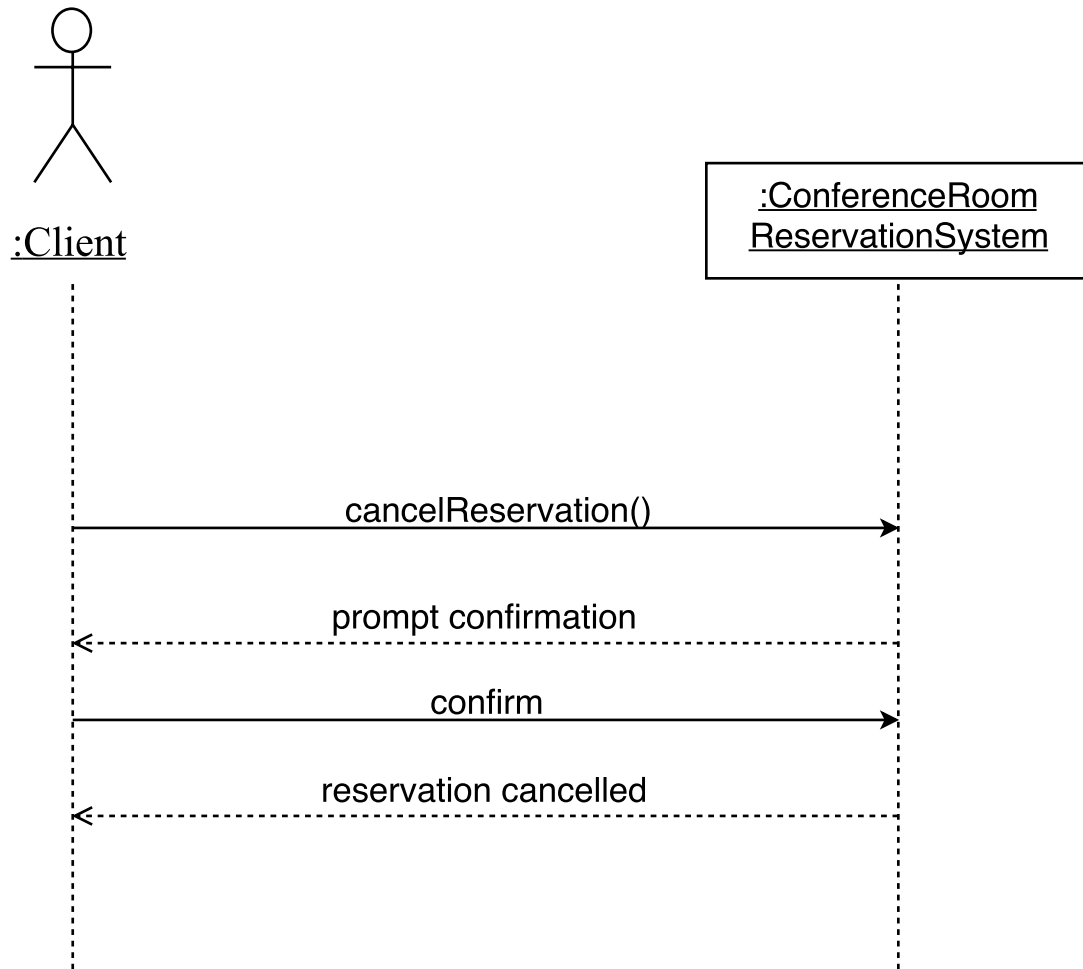 :Client
:ConferenceRoom
ReservationSystem
cancelReservation()
prompt confirmation
confirm
reservation cancelled